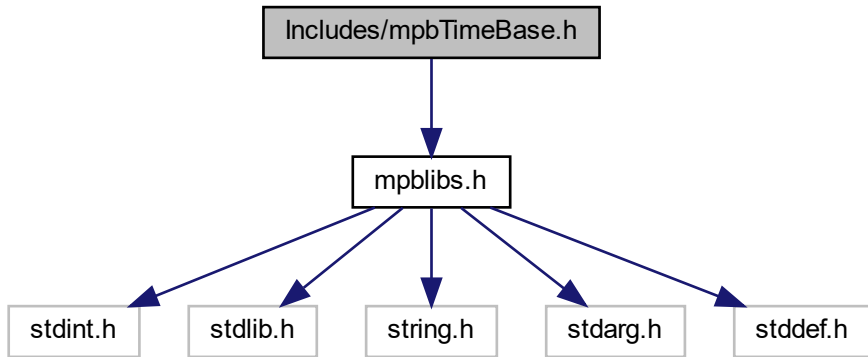 Includes/mpbTimeBase.h
mpblibs.h
stdint.h
stdlib.h
string.h
stdarg.h
stddef.h